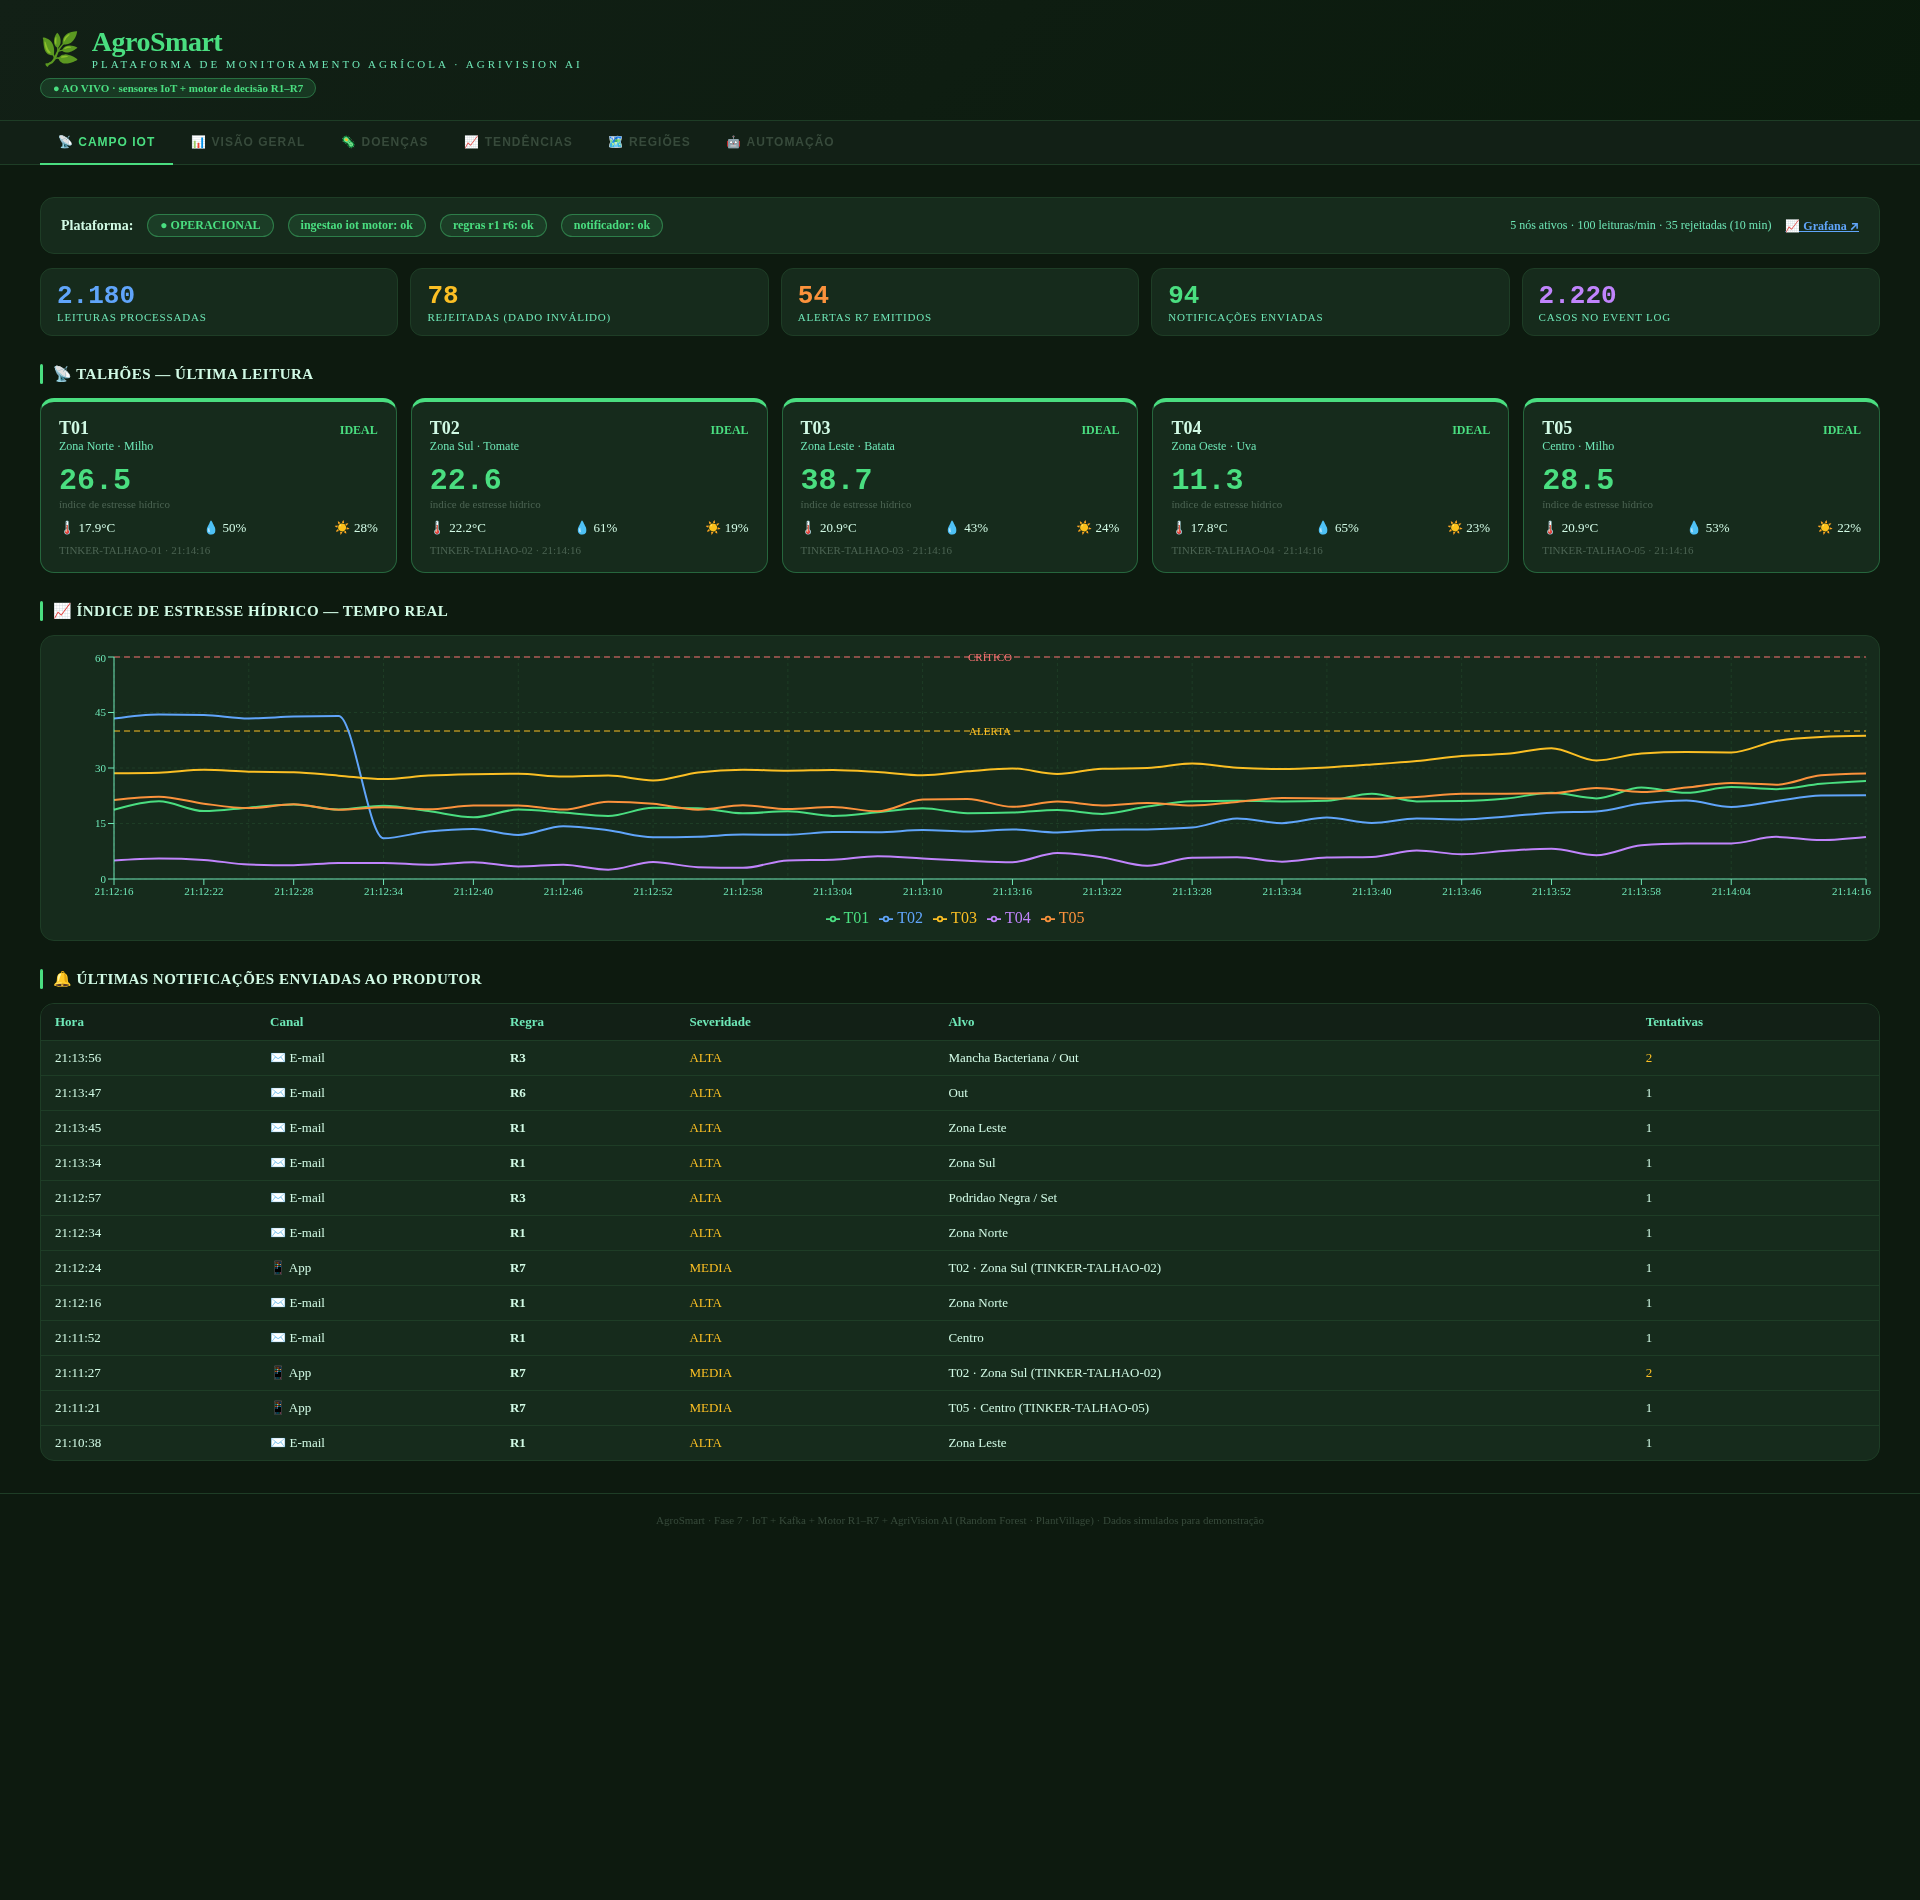 🌿 AgroSmart
PLATAFORMA DE MONITORAMENTO AGRÍCOLA · AGRIVISION AI
● AO VIVO · sensores IoT + motor de decisão R1–R7
📡 CAMPO IOT 📊 VISÃO GERAL 🦠 DOENÇAS 📈 TENDÊNCIAS 🗺️ REGIÕES 🤖 AUTOMAÇÃO
Plataforma: ● OPERACIONAL ingestao iot motor: ok regras r1 r6: ok notificador: ok 5 nós ativos · 100 leituras/min · 35 rejeitadas (10 min) 📈 Grafana ↗
2.180 78 54 94 2.220
LEITURAS PROCESSADAS REJEITADAS (DADO INVÁLIDO) ALERTAS R7 EMITIDOS NOTIFICAÇÕES ENVIADAS CASOS NO EVENT LOG
📡 TALHÕES — ÚLTIMA LEITURA
T01 IDEAL T02 IDEAL T03 IDEAL T04 IDEAL T05 IDEAL
Zona Norte · Milho Zona Sul · Tomate Zona Leste · Batata Zona Oeste · Uva Centro · Milho
26.5 22.6 38.7 11.3 28.5
índice de estresse hídrico índice de estresse hídrico índice de estresse hídrico índice de estresse hídrico índice de estresse hídrico
🌡️ 17.9°C 💧 50% ☀️ 28% 🌡️ 22.2°C 💧 61% ☀️ 19% 🌡️ 20.9°C 💧 43% ☀️ 24% 🌡️ 17.8°C 💧 65% ☀️ 23% 🌡️ 20.9°C 💧 53% ☀️ 22%
TINKER-TALHAO-01 · 21:14:16 TINKER-TALHAO-02 · 21:14:16 TINKER-TALHAO-03 · 21:14:16 TINKER-TALHAO-04 · 21:14:16 TINKER-TALHAO-05 · 21:14:16
📈 ÍNDICE DE ESTRESSE HÍDRICO — TEMPO REAL
60 CRÍTICO
45
ALERTA
30
15
0
21:12:16 21:12:22 21:12:28 21:12:34 21:12:40 21:12:46 21:12:52 21:12:58 21:13:04 21:13:10 21:13:16 21:13:22 21:13:28 21:13:34 21:13:40 21:13:46 21:13:52 21:13:58 21:14:04 21:14:16
T01 T02 T03 T04 T05
🔔 ÚLTIMAS NOTIFICAÇÕES ENVIADAS AO PRODUTOR
Hora Canal Regra Severidade Alvo Tentativas
21:13:56 ✉️ E-mail R3 ALTA Mancha Bacteriana / Out 2
21:13:47 ✉️ E-mail R6 ALTA Out 1
21:13:45 ✉️ E-mail R1 ALTA Zona Leste 1
21:13:34 ✉️ E-mail R1 ALTA Zona Sul 1
21:12:57 ✉️ E-mail R3 ALTA Podridao Negra / Set 1
21:12:34 ✉️ E-mail R1 ALTA Zona Norte 1
21:12:24 📱 App R7 MEDIA T02 · Zona Sul (TINKER-TALHAO-02) 1
21:12:16 ✉️ E-mail R1 ALTA Zona Norte 1
21:11:52 ✉️ E-mail R1 ALTA Centro 1
21:11:27 📱 App R7 MEDIA T02 · Zona Sul (TINKER-TALHAO-02) 2
21:11:21 📱 App R7 MEDIA T05 · Centro (TINKER-TALHAO-05) 1
21:10:38 ✉️ E-mail R1 ALTA Zona Leste 1
AgroSmart · Fase 7 · IoT + Kafka + Motor R1–R7 + AgriVision AI (Random Forest · PlantVillage) · Dados simulados para demonstração